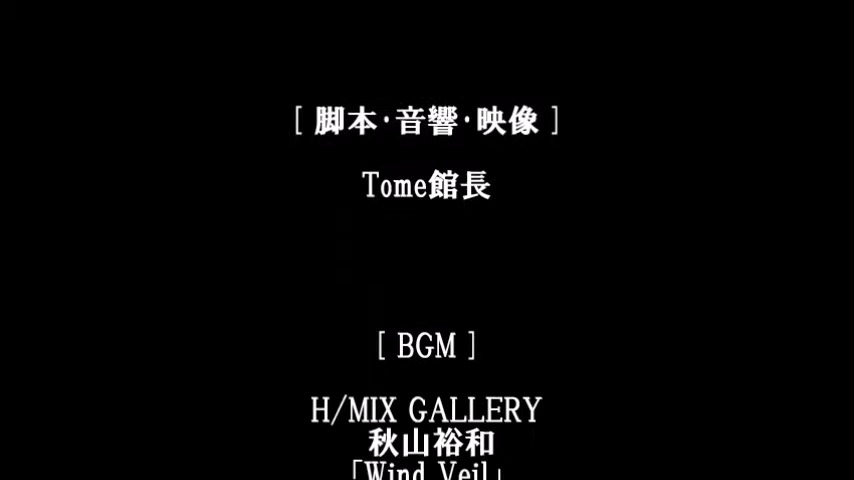 [ 脚本･音響･映像 ]
Tome館長
[ BGM ]
H/MIX GALLERY
秋山裕和
「Wind Veil」